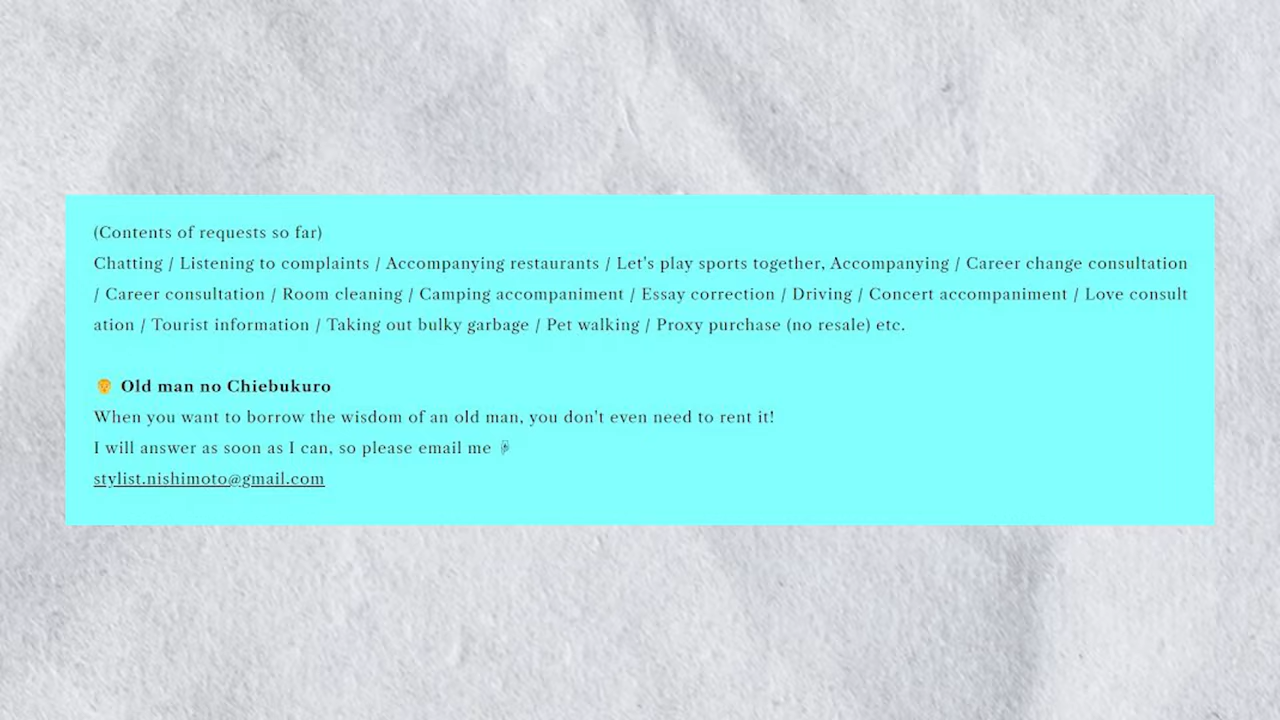 (Contents of requests so far)
Chatting / Listening to complaints / Accompanying restaurants / Let's play sports together, Accompanying / Career change consultation
/ Career consultation / Room cleaning / Camping accompaniment / Essay correction / Driving / Concert accompaniment / Love consult
ation / Tourist information / Taking out bulky garbage / Pet walking / Proxy purchase (no resale) etc.
Old man no Chiebukuro
When you want to borrow the wisdom of an old man, you don't even need to rent it!
I will answer as soon as I can, so please email me
stylist.nishimoto@gmail.com